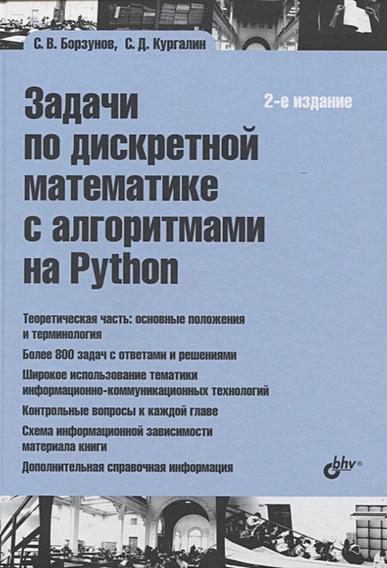 С. В. Борзунов, С. Д. Кургалин
2-е издание
Задачи
по дискретной
математике
с алгоритмами
на Python
Теоретическая часть: основные положения
и терминология
Более 800 задач с ответами и решениями
Широкое использование тематики
информационно-коммуникационных технологий
Контрольные вопросы к каждой главе
Схема информационной зависимости
материала книги
Дополнительная справочная информация
bhv®